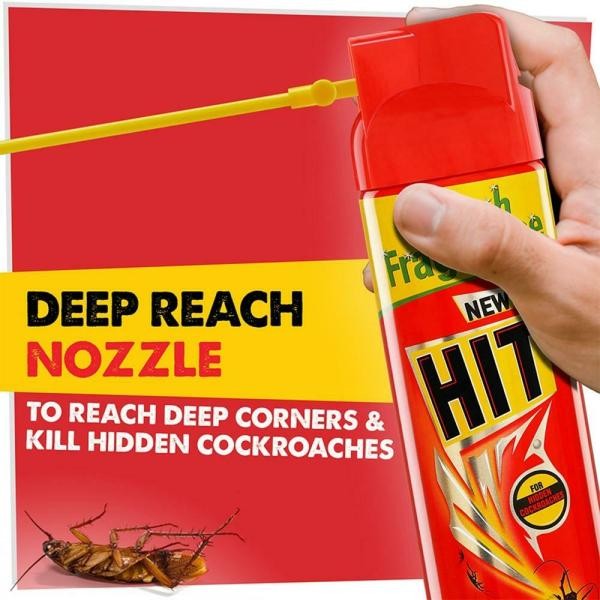 DEEP REACH
NOZZLE
TO REACH DEEP CORNERS &
KILL HIDDEN COCKROACHES
NEW
HIT
FOR
HIDDEN
COCKROACHES